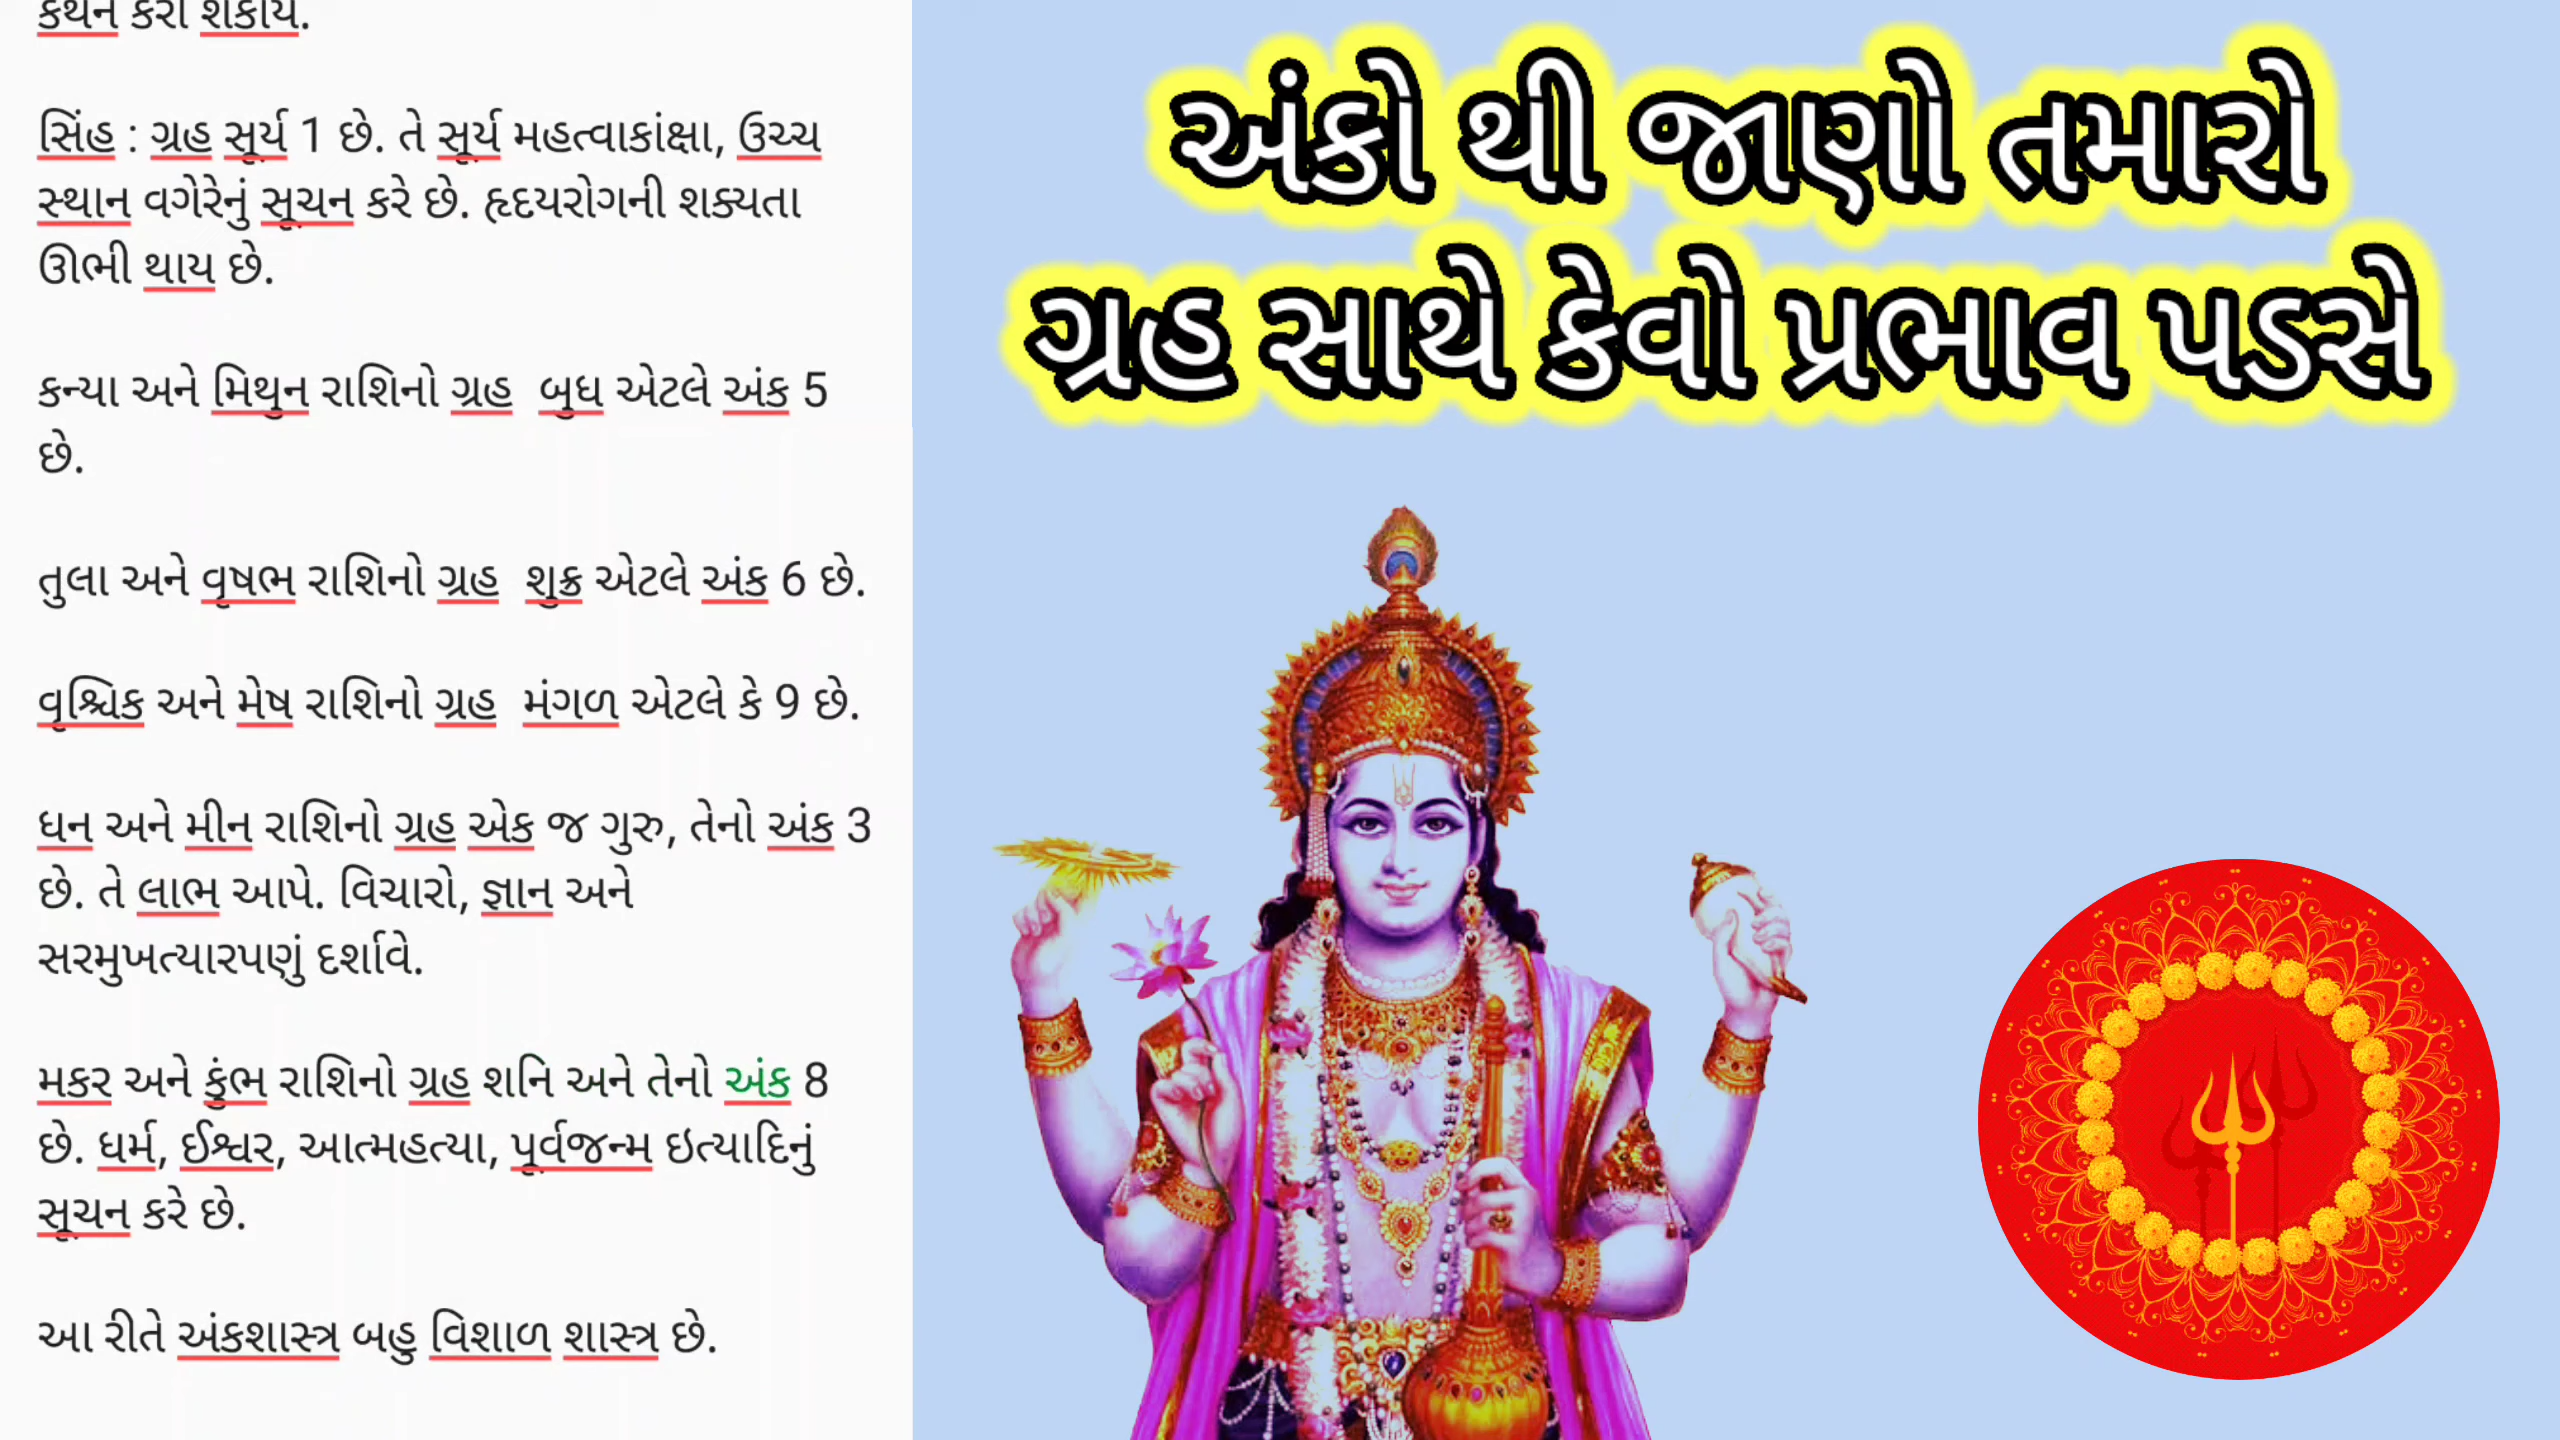 કથન કરી શકાય.
સિંહ : ગ્રહ સૂર્ય 1 છે. તે સૂર્ય મહત્વાકાંક્ષા, ઉચ્ચ
સ્થાન વગેરેનું સૂચન કરે છે. હૃદયરોગની શક્યતા
ઊભી થાય છે.
કન્યા અને મિથુન રાશિનો ગ્રહ  બુધ એટલે અંક 5
છે.
તુલા અને વૃષભ રાશિનો ગ્રહ  શુક્ર એટલે અંક 6 છે.
વૃશ્ચિક અને મેષ રાશિનો ગ્રહ  મંગળ એટલે કે 9 છે.
ધન અને મીન રાશિનો ગ્રહ એક જ ગુરુ, તેનો અંક 3
છે. તે લાભ આપે. વિચારો, જ્ઞાન અને
સરમુખત્યારપણું દર્શાવે.
મકર અને કુંભ રાશિનો ગ્રહ શનિ અને તેનો અંક 8
છે. ધર્મ, ઈશ્વર, આત્મહત્યા, પૂર્વજન્મ ઇત્યાદિનું
સૂચન કરે છે.
આ રીતે અંકશાસ્ત્ર બહુ વિશાળ શાસ્ત્ર છે.
અંકો થી જાણો તમારો
ગ્રહ સાથે કેવો પ્રભાવ પડસે